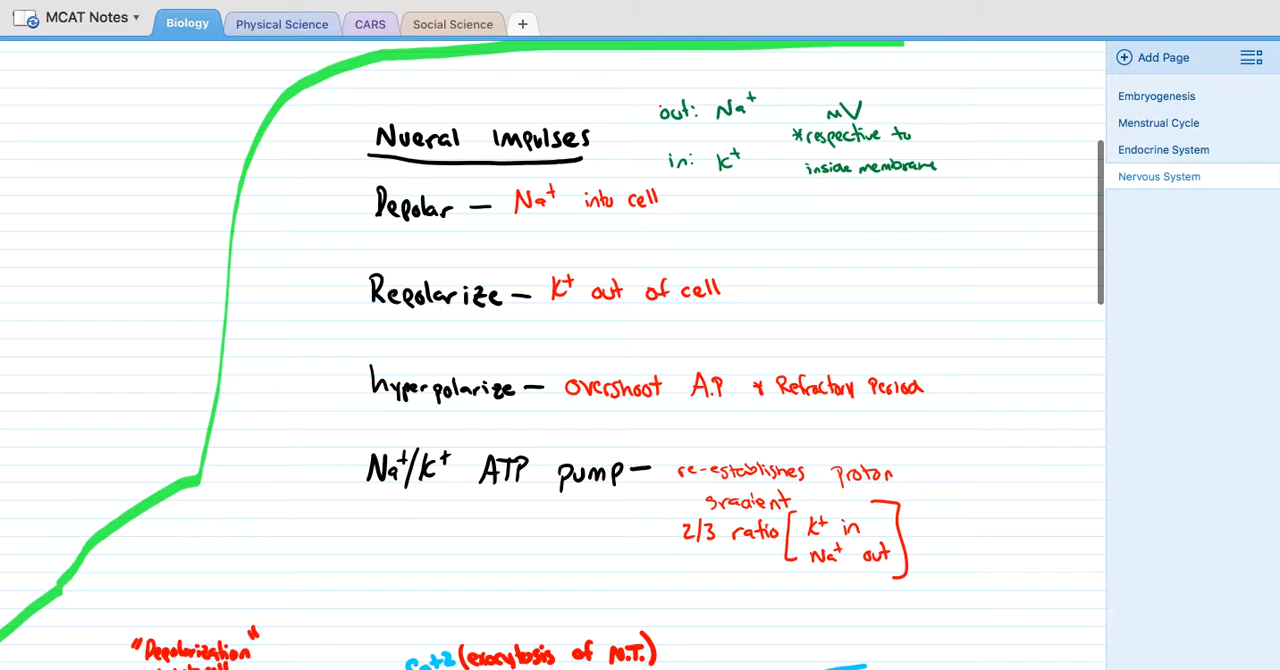 MCAT Notes
Biology
Physical Science
CARS
Social Science
+
Add Page
Embryogenesis
Menstrual Cycle
Endocrine System
Nervous System
out: Na+
mV
*respective to
inside membrane
in: K+
Nueral Impulses
Depolar — Na+ into cell
Repolarize — K+ out of cell
hyperpolarize — overshoot A.P * Refractory Period
Na+/K+ ATP pump — re-establishes proton
gradient
2/3 ratio [ K+ in
Na+ out ]
"Depolarization"
(exocytosis of N.T.)